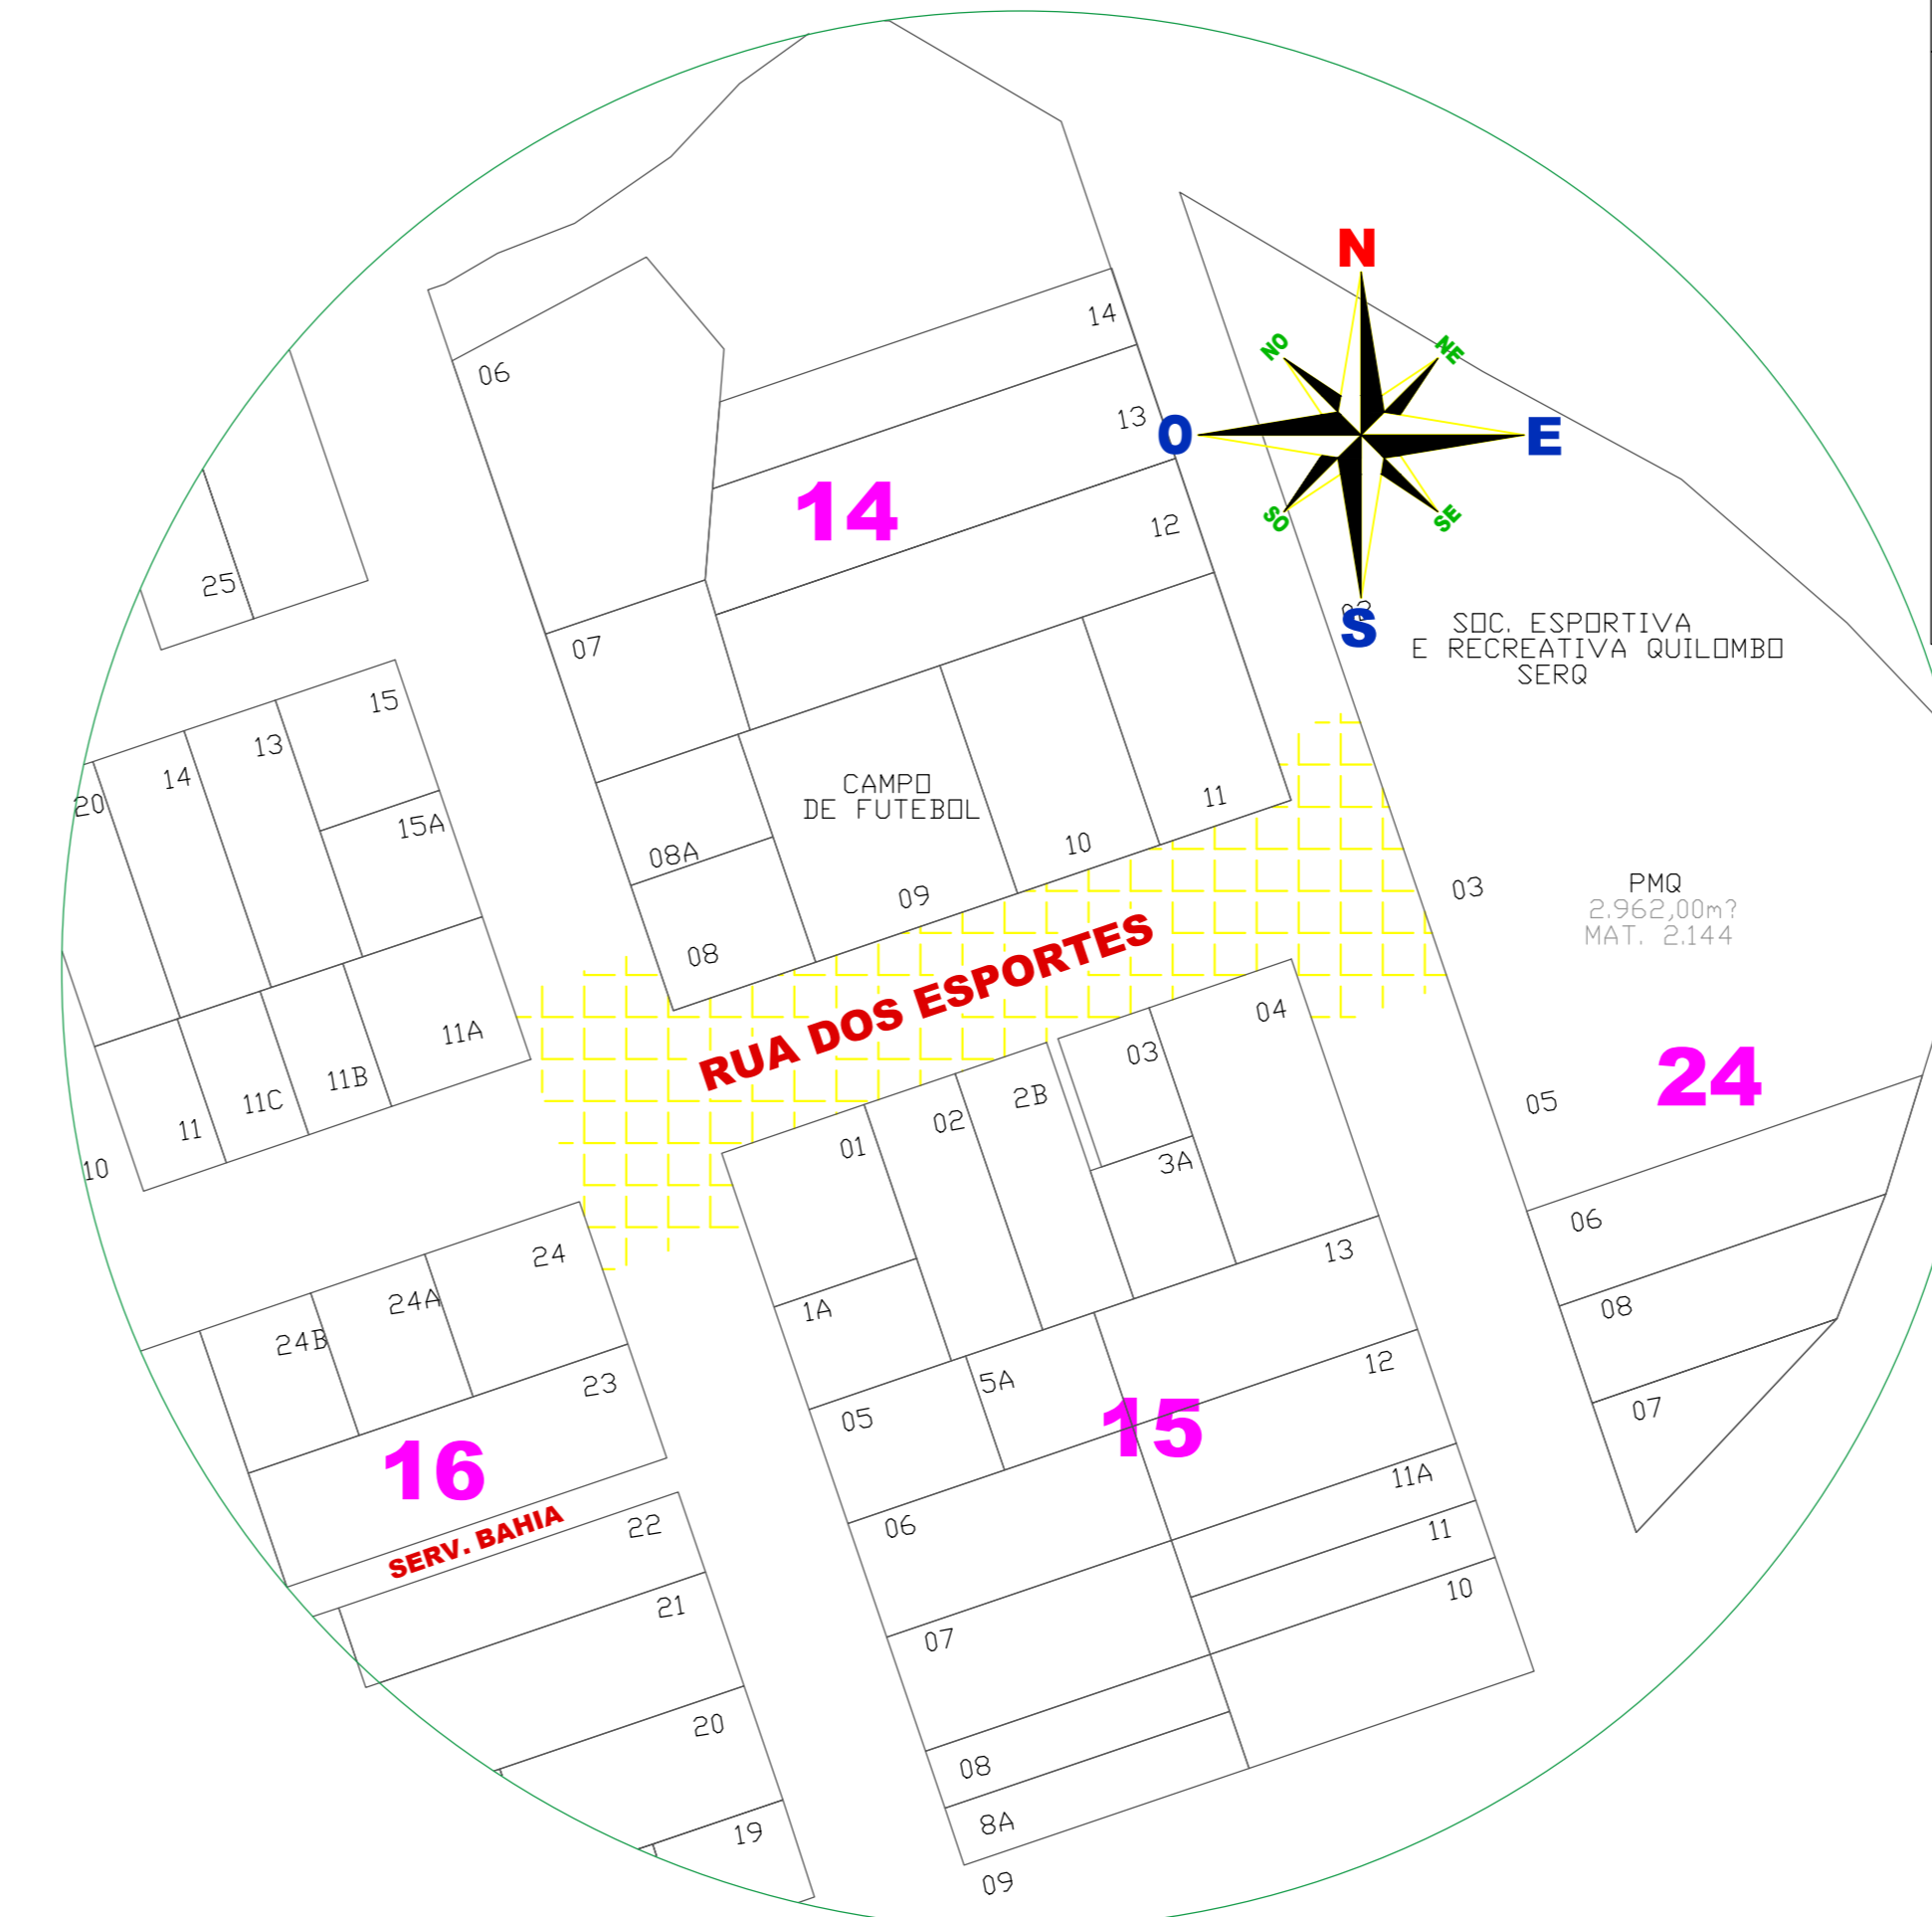 N
NO
NE
O
E
SO
SE
S
14
06
14
13
12
25
07
SOC. ESPORTIVA
E RECREATIVA QUILOMBO
SERQ
15
13
14
20
15A
CAMPO
DE FUTEBOL
11
10
08A
09
08
03
PMQ
2.962,00m?
MAT. 2.144
RUA DOS ESPORTES
11A
11B
11C
11
10
04
03
2B
02
01
3A
1A
24
05
06
08
07
24
24A
24B
23
16
SERV. BAHIA
22
21
20
19
13
5A
05
12
15
06
11A
11
07
10
08
8A
09